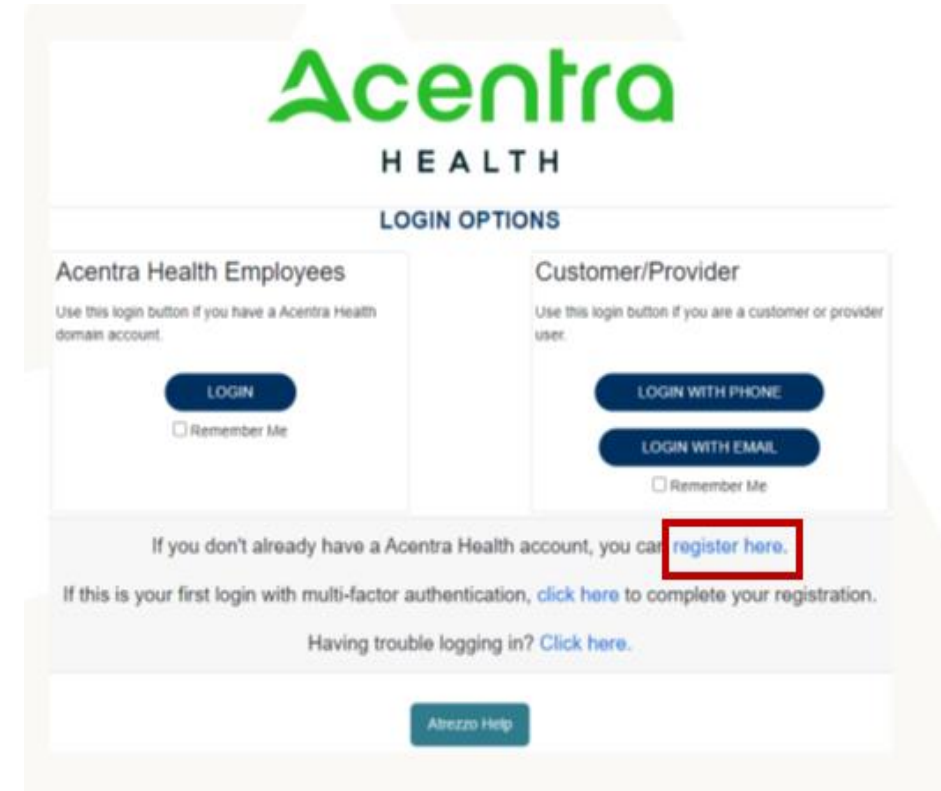 Acentra
HEALTH
LOGIN OPTIONS
Acentra Health Employees
Use this login button if you have a Acentra Health
domain account.
LOGIN
Remember Me
Customer/Provider
Use this login button if you are a customer or provider
user.
LOGIN WITH PHONE
LOGIN WITH EMAIL
Remember Me
If you don't already have a Acentra Health account, you can register here.
If this is your first login with multi-factor authentication, click here to complete your registration.
Having trouble logging in? Click here.
Atrezzo Help